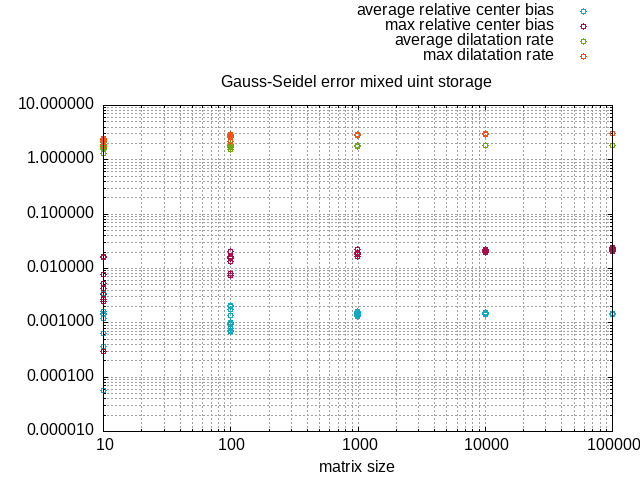 average relative center bias
max relative center bias
average dilatation rate
max dilatation rate
Gauss-Seidel error mixed uint storage
10.000000
1.000000
0.100000
0.010000
0.001000
0.000100
0.000010
10 100 1000 10000 100000
matrix size